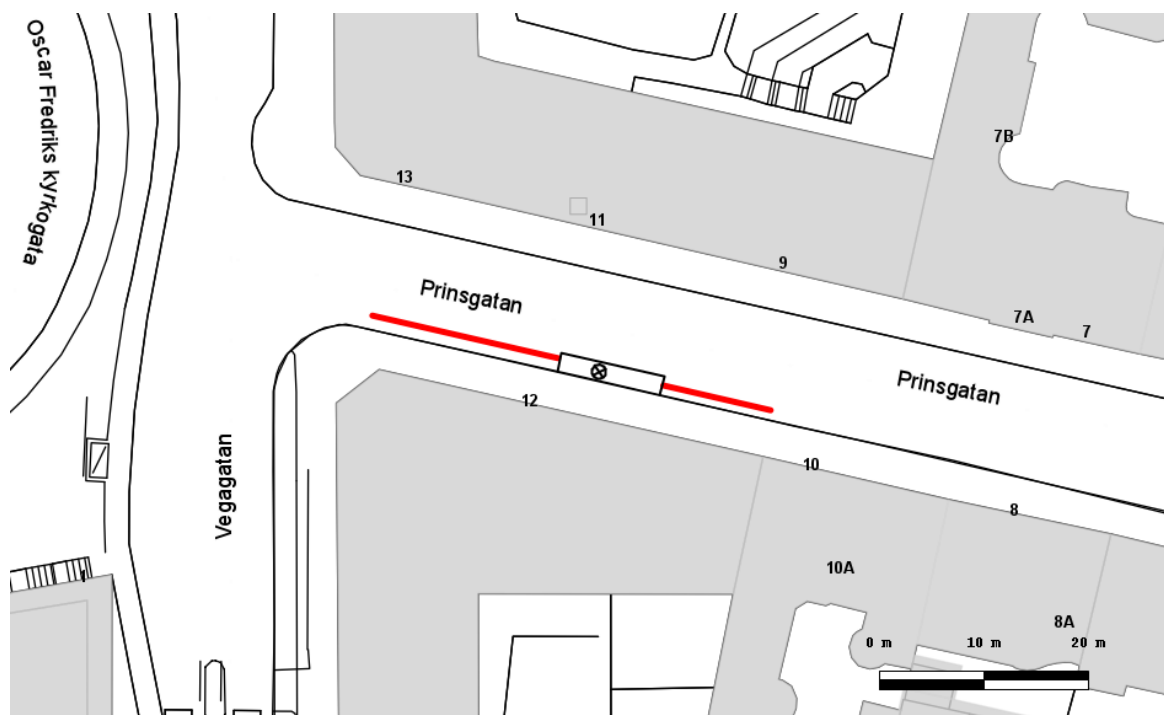 Oscar Fredriks kyrkogata
7B
13
11
9
Prinsgatan
7A
7
Prinsgatan
12
Vegagatan
10
8
10A
8A
0 m
10 m
20 m